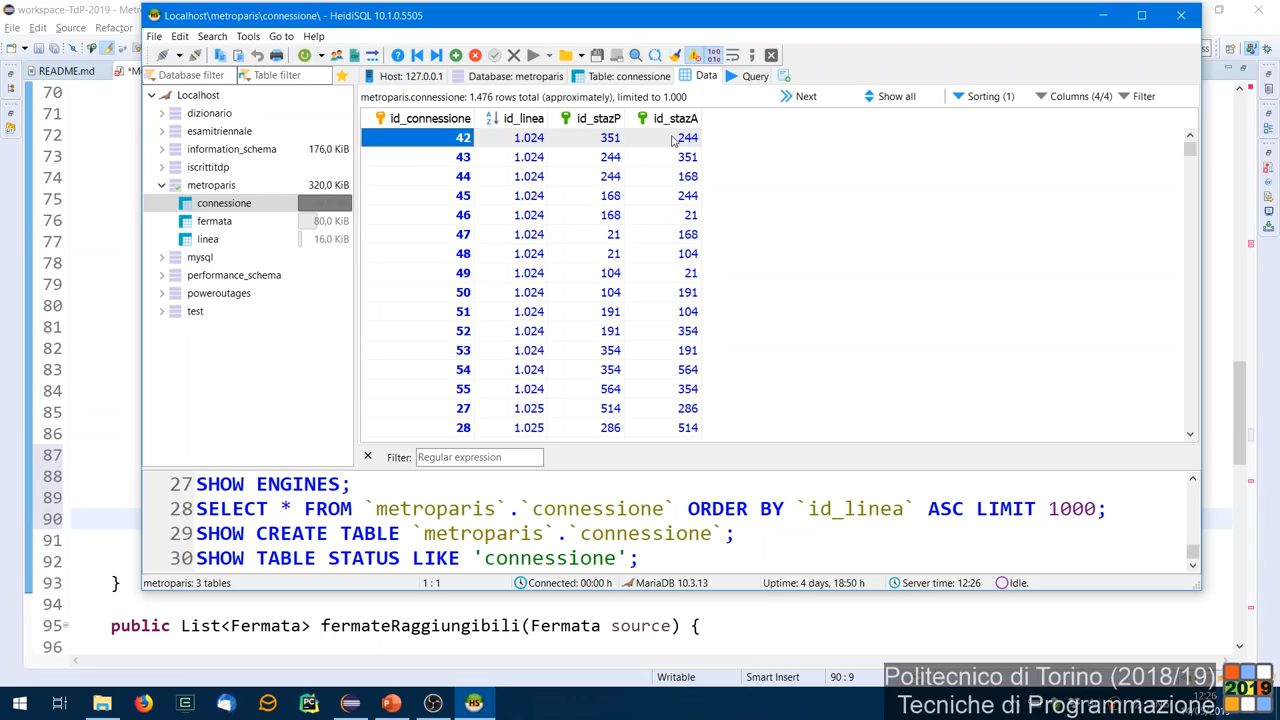 workspace-TdP-2019 -
File Edit Source Refactor
README.md
Localhost\metroparis\connessione\ - HeidiSQL 10.1.0.5505
File Edit Search Tools Go to Help
Database filter Table filter
Host: 127.0.0.1 Database: metroparis Table: connessione Data Query
metroparis.connessione: 1.476 rows total (approximately), limited to 1.000
Next Show all Sorting (1) Columns (4/4) Filter
Localhost
dizionario
esamitriennale
information_schema 176,0 KiB
iscrittitdp
metroparis 320,0 KiB
connessione
fermata 80,0 KiB
linea 16,0 KiB
mysql
performance_schema
poweroutages
test
id_connessione id_linea id_stazP id_stazA
42 1.024 351 244
43 1.024 244 351
44 1.024 244 168
45 1.024 168 244
46 1.024 168 21
47 1.024 21 168
48 1.024 21 104
49 1.024 104 21
50 1.024 104 191
51 1.024 191 104
52 1.024 191 354
53 1.024 354 191
54 1.024 354 564
55 1.024 564 354
27 1.025 514 286
28 1.025 286 514
Filter: Regular expression
27 SHOW ENGINES;
28 SELECT * FROM `metroparis`.`connessione` ORDER BY `id_linea` ASC LIMIT 1000;
29 SHOW CREATE TABLE `metroparis`.`connessione`;
30 SHOW TABLE STATUS LIKE 'connessione';
metroparis: 3 tables 1 : 1 Connected: 00:00 h MariaDB 10.3.13 Uptime: 4 days, 18:50 h Server time: 12:26 Idle.
70
71
72
73
74
75
76
77
78
79
80
81
82
83
84
85
86
87
88
89
90
91
92
93 }
94
95 public List<Fermata> fermateRaggiungibili(Fermata source) {
96
Writable Smart Insert 90 : 9
Politecnico di Torino (2018/19)
Tecniche di Programmazione
2019